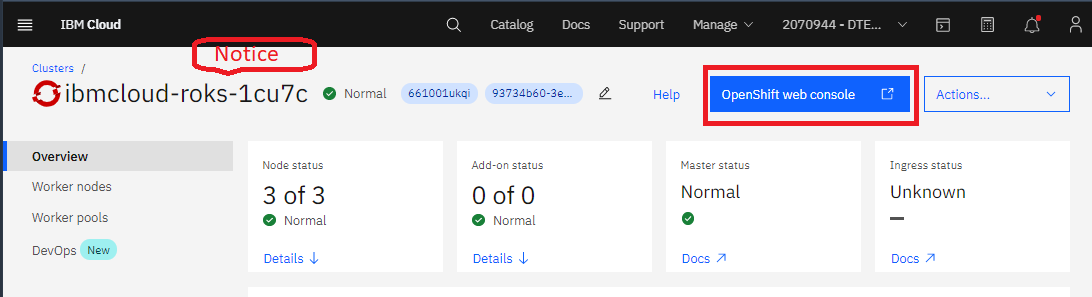 IBM Cloud
Catalog
Docs
Support
Manage
2070944 - DTE...
Notice
Clusters /
ibmcloud-roks-1cu7c
Normal
661001ukqi
93734b60-3e...
Help
OpenShift web console
Actions...
Overview
Worker nodes
Worker pools
DevOps New
Node status
3 of 3
Normal
Details
Add-on status
0 of 0
Normal
Details
Master status
Normal
Docs
Ingress status
Unknown
Docs